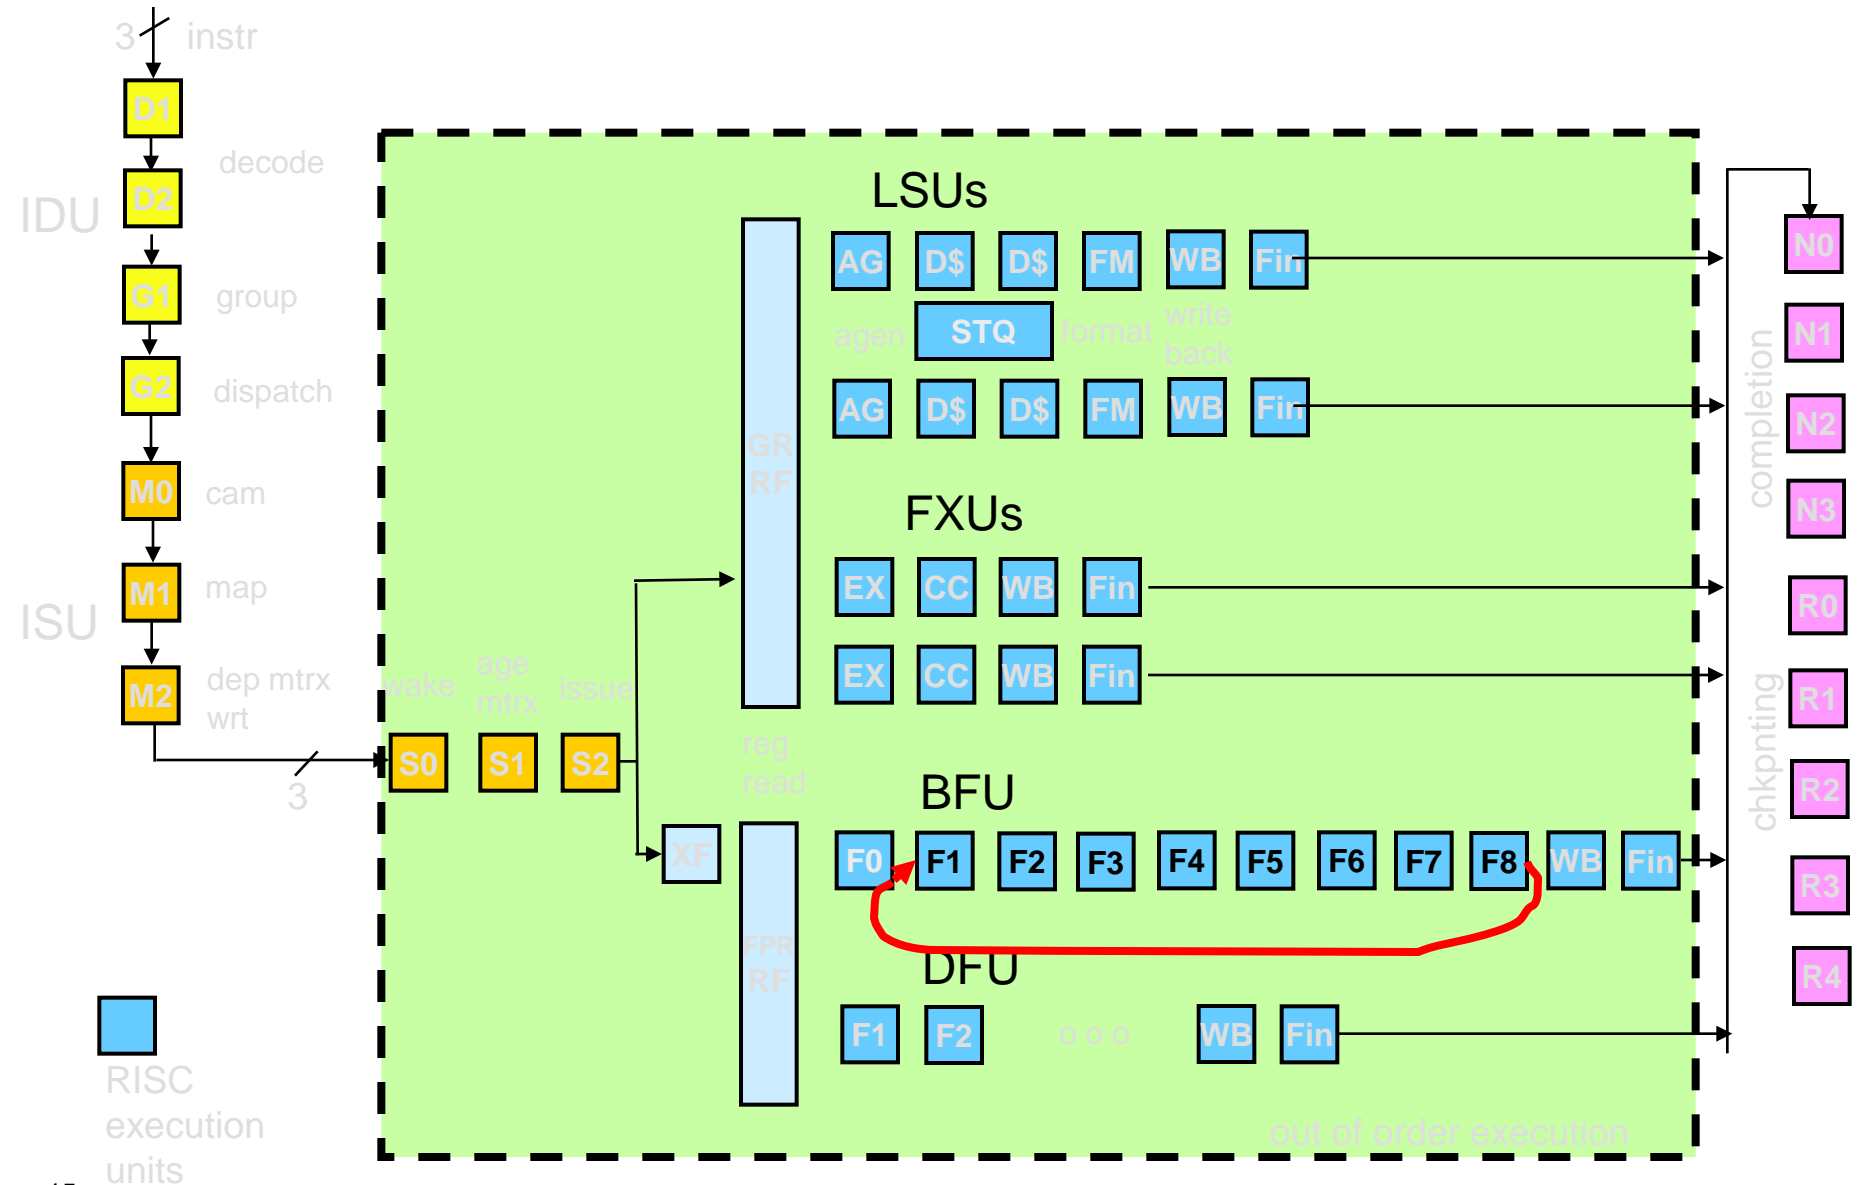 3 instr
D1
decode
D2
IDU
G1 group
G2 dispatch
M0 cam
M1 map
ISU
M2 dep mtrx
wrt
3
wake
age
mtrx
issue
S0 S1 S2
GR
RF
reg
read
XF
FPR
RF
LSUs
AG D$ D$ FM WB Fin
agen STQ format write
back
AG D$ D$ FM WB Fin
FXUs
EX CC WB Fin
EX CC WB Fin
BFU
F0 F1 F2 F3 F4 F5 F6 F7 F8 WB Fin
DFU
F1 F2 o o o WB Fin
out of order execution
completion
chkpnting
N0
N1
N2
N3
R0
R1
R2
R3
R4
RISC
execution
units